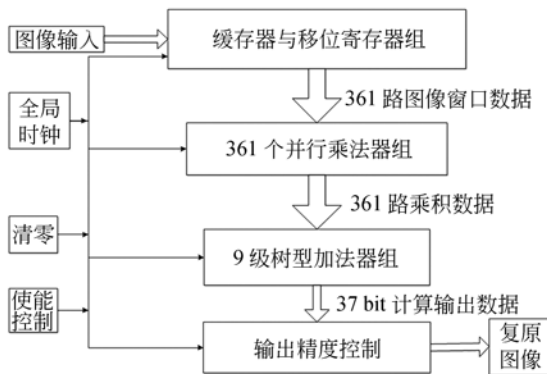 图像输入
缓存器与移位寄存器组
361 路图像窗口数据
全局
时钟
361 个并行乘法器组
361 路乘积数据
清零
9 级树型加法器组
使能
控制
37 bit 计算输出数据
输出精度控制
复原
图像